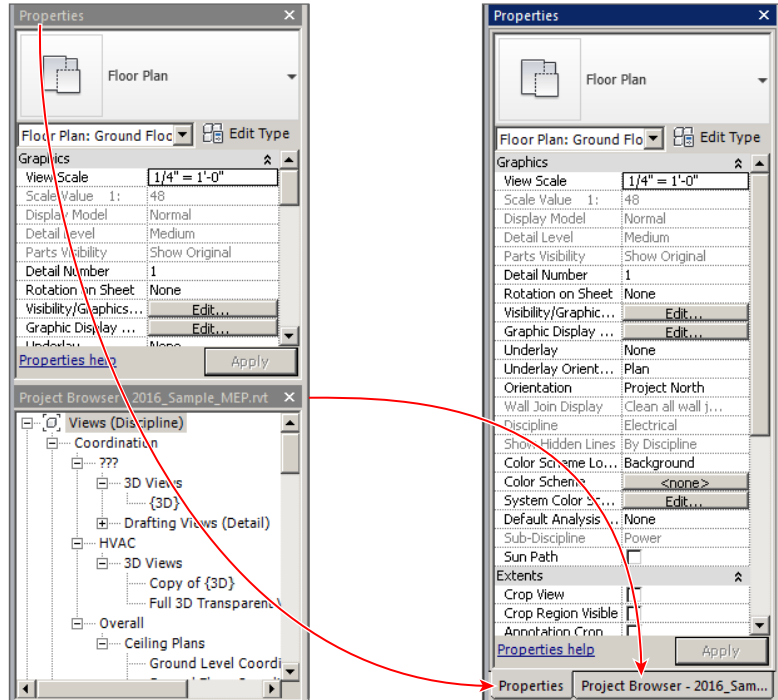 Properties
Floor Plan
Floor Plan: Ground Floc
Edit Type
Graphics
View Scale 1/4" = 1'-0"
Scale Value 1: 48
Display Model Normal
Detail Level Medium
Parts Visibility Show Original
Detail Number 1
Rotation on Sheet None
Visibility/Graphics... Edit...
Graphic Display ... Edit...
Underlay None
Properties help
Apply
Project Browser - 2016_Sample_MEP.rvt
Views (Discipline)
Coordination
???
3D Views
{3D}
Drafting Views (Detail)
HVAC
3D Views
Copy of {3D}
Full 3D Transparent
Overall
Ceiling Plans
Ground Level Coordi
Properties
Floor Plan
Floor Plan: Ground Flo
Edit Type
Graphics
View Scale 1/4" = 1'-0"
Scale Value 1: 48
Display Model Normal
Detail Level Medium
Parts Visibility Show Original
Detail Number 1
Rotation on Sheet None
Visibility/Graphic... Edit...
Graphic Display ... Edit...
Underlay None
Underlay Orient... Plan
Orientation Project North
Wall Join Display Clean all wall j...
Discipline Electrical
Show Hidden Lines By Discipline
Color Scheme Lo... Background
Color Scheme <none>
System Color Sc... Edit...
Default Analysis ... None
Sub-Discipline Power
Sun Path
Extents
Crop View
Crop Region Visible
Annotation Crop
Properties help
Apply
Properties
Project Browser - 2016_Sam...